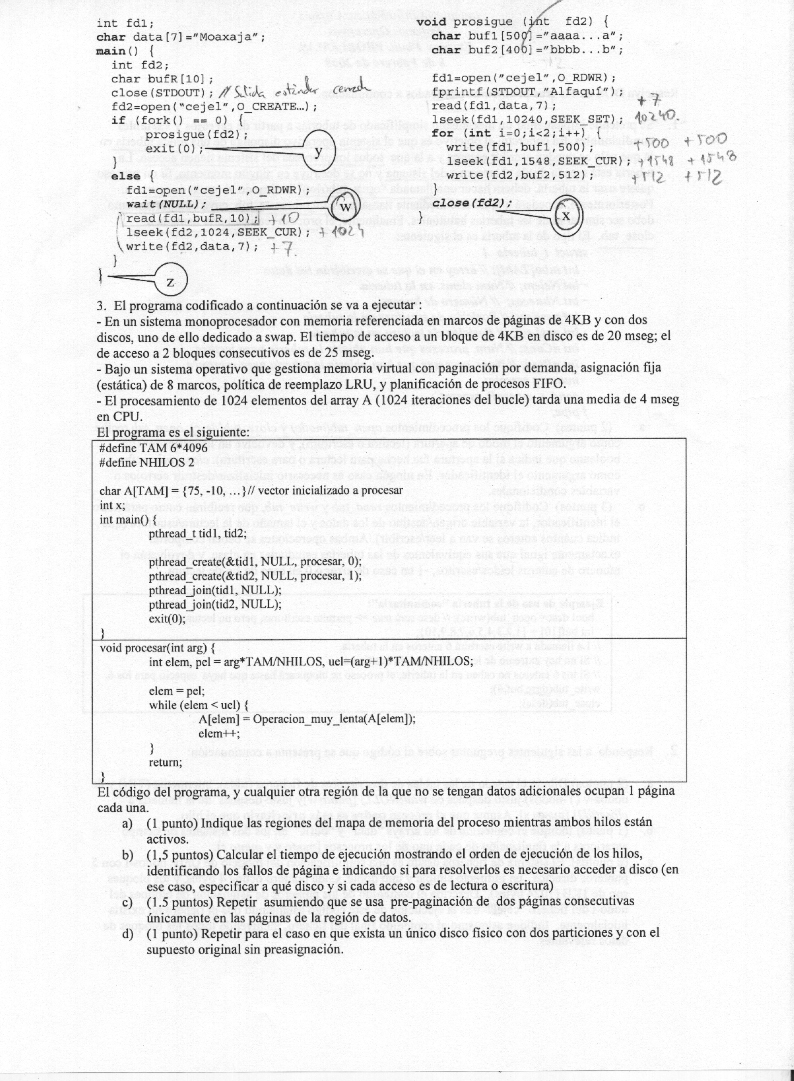 int fd1;
char data[7]="Moaxaja";
main() {
int fd2;
char bufR[10];
close(STDOUT); // Salida estándar cerrada
fd2=open("cejel",O_CREATE…);
if (fork() == 0) {
prosigue(fd2);
exit(0);
y
}
else {
fd1=open("cejel",O_RDWR);
wait(NULL);
w
read(fd1,bufR,10); +10
lseek(fd2,1024,SEEK_CUR); + 1024
write(fd2,data,7); +7.
}
}
z
void prosigue (int fd2) {
char buf1[500]="aaaa...a";
char buf2[400]="bbbb...b";
fd1=open("cejel",O_RDWR);
fprintf(STDOUT,"Alfaquí");
read(fd1,data,7); +7
lseek(fd1,10240,SEEK_SET); 10240.
for (int i=0;i<2;i++) {
write(fd1,buf1,500); +500 +500
lseek(fd1,1548,SEEK_CUR); +1548 +1548
write(fd2,buf2,512); +512 +512
}
close(fd2);
}
x
3. El programa codificado a continuación se va a ejecutar :
- En un sistema monoprocesador con memoria referenciada en marcos de páginas de 4KB y con dos
discos, uno de ello dedicado a swap. El tiempo de acceso a un bloque de 4KB en disco es de 20 mseg; el
de acceso a 2 bloques consecutivos es de 25 mseg.
- Bajo un sistema operativo que gestiona memoria virtual con paginación por demanda, asignación fija
(estática) de 8 marcos, política de reemplazo LRU, y planificación de procesos FIFO.
- El procesamiento de 1024 elementos del array A (1024 iteraciones del bucle) tarda una media de 4 mseg
en CPU.
El programa es el siguiente:
#define TAM 6*4096
#define NHILOS 2
char A[TAM] = {75, -10, …}// vector inicializado a procesar
int x;
int main() {
pthread_t tid1, tid2;
pthread_create(&tid1, NULL, procesar, 0);
pthread_create(&tid2, NULL, procesar, 1);
pthread_join(tid1, NULL);
pthread_join(tid2, NULL);
exit(0);
}
void procesar(int arg) {
int elem, pel = arg*TAM/NHILOS, uel=(arg+1)*TAM/NHILOS;
elem = pel;
while (elem < uel) {
A[elem] = Operacion_muy_lenta(A[elem]);
elem++;
}
return;
}
El código del programa, y cualquier otra región de la que no se tengan datos adicionales ocupan 1 página
cada una.
a) (1 punto) Indique las regiones del mapa de memoria del proceso mientras ambos hilos están
activos.
b) (1,5 puntos) Calcular el tiempo de ejecución mostrando el orden de ejecución de los hilos,
identificando los fallos de página e indicando si para resolverlos es necesario acceder a disco (en
ese caso, especificar a qué disco y si cada acceso es de lectura o escritura)
c) (1.5 puntos) Repetir asumiendo que se usa pre-paginación de dos páginas consecutivas
únicamente en las páginas de la región de datos.
d) (1 punto) Repetir para el caso en que exista un único disco físico con dos particiones y con el
supuesto original sin preasignación.